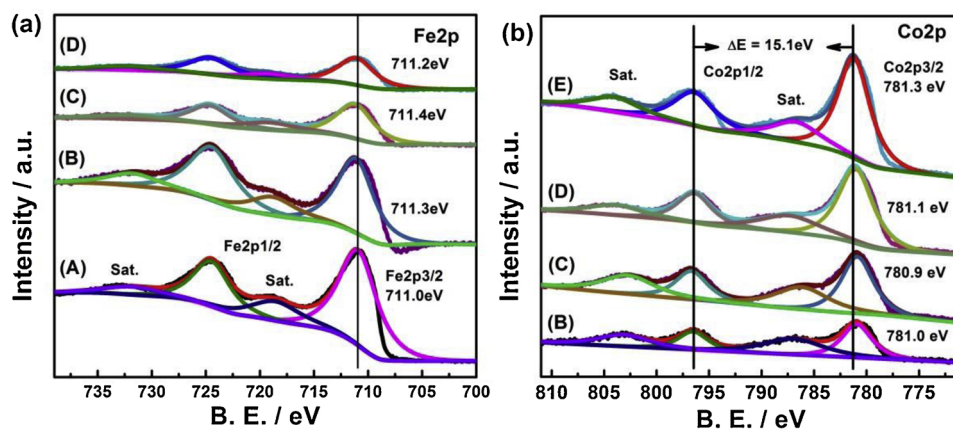 (a)
Fe2p
(D)
711.2eV
(C)
711.4eV
(B)
711.3eV
Fe2p1/2
(A)
Sat.
Sat.
Fe2p3/2
711.0eV
Intensity / a.u.
735 730 725 720 715 710 705 700
B. E. / eV
(b)
Co2p
ΔE = 15.1eV
Sat.
Co2p1/2
Co2p3/2
(E)
Sat.
781.3 eV
(D)
781.1 eV
(C)
780.9 eV
(B)
781.0 eV
Intensity / a.u.
810 805 800 795 790 785 780 775
B. E. / eV